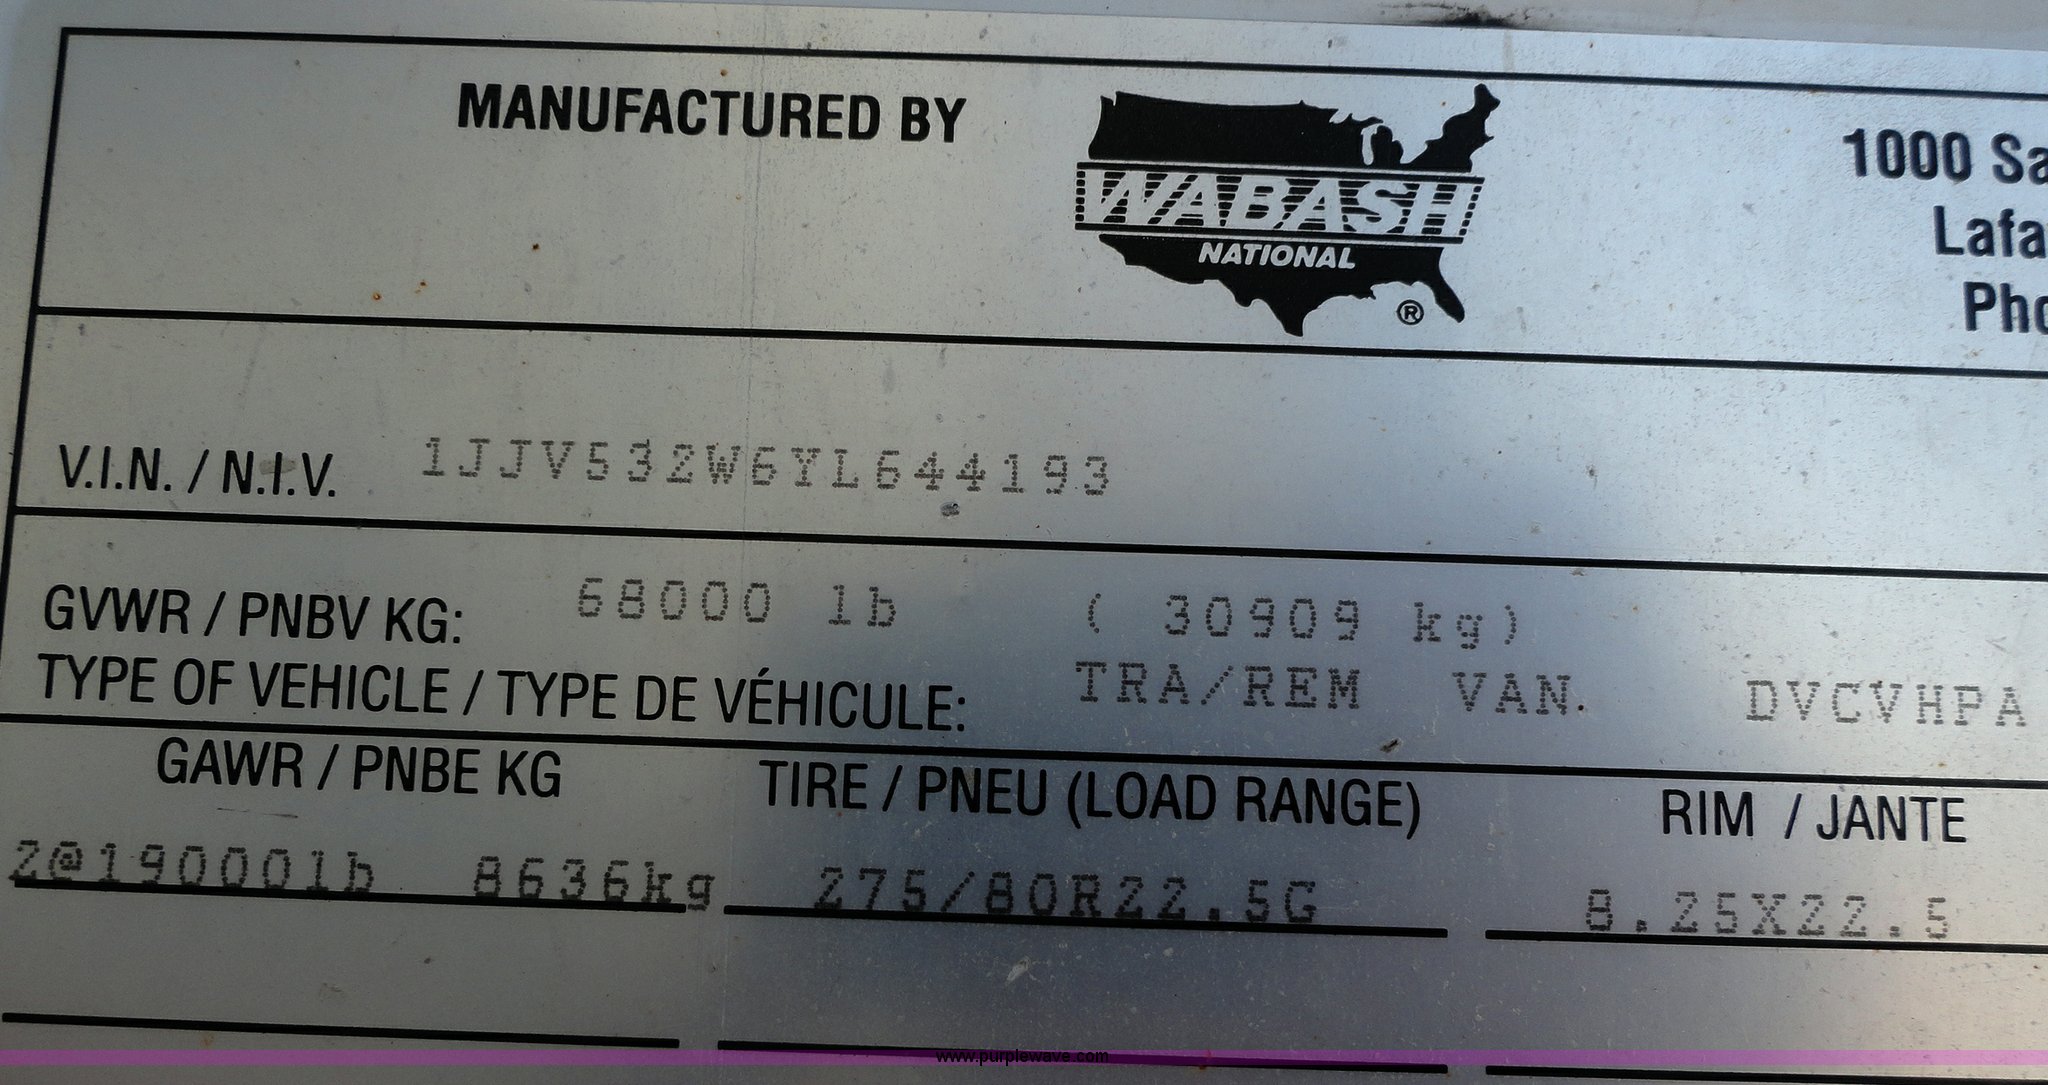 MANUFACTURED BY
WABASH
NATIONAL
®
1000 Sa
Lafa
Pho
V.I.N. / N.I.V. 1JJV532W6YL644193
GVWR / PNBV KG: 68000 lb ( 30909 kg)
TYPE OF VEHICLE / TYPE DE VÉHICULE: TRA/REM VAN. DVCVHPA
GAWR / PNBE KG TIRE / PNEU (LOAD RANGE) RIM / JANTE
2@19000lb 8636kg 275/80R22.5G 8.25X22.5
www.purplewave.com